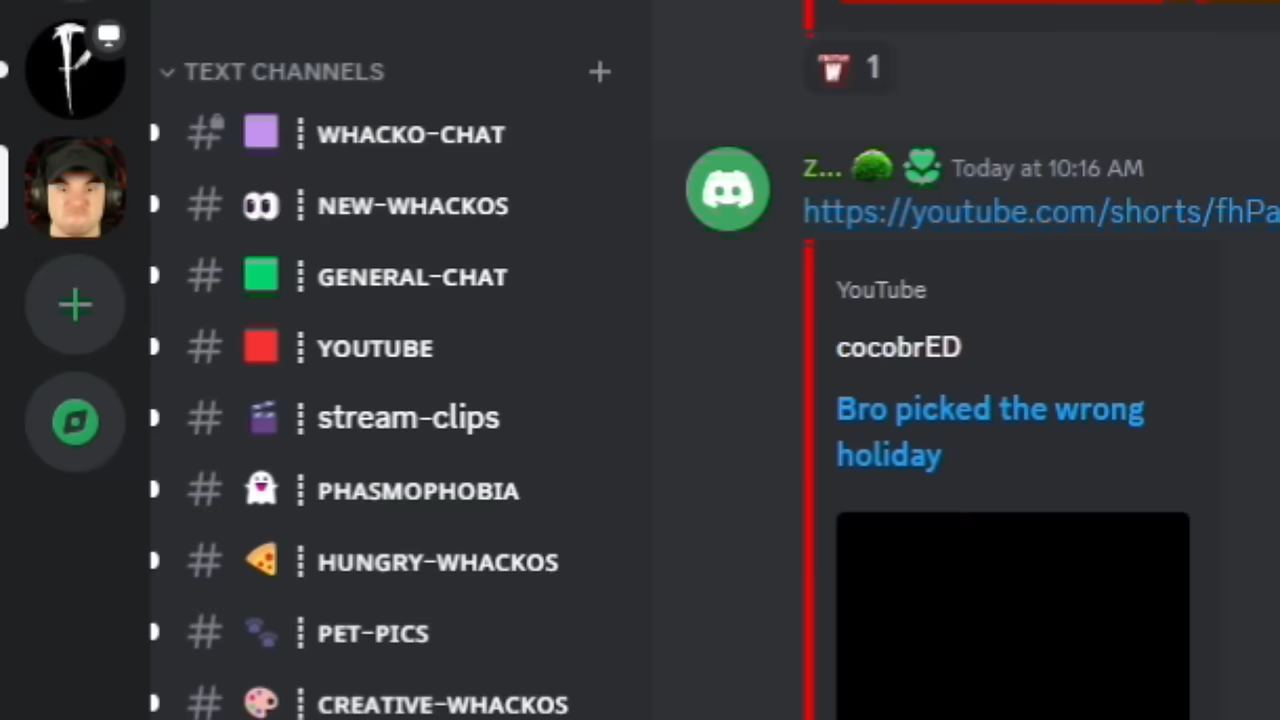 TEXT CHANNELS
WHACKO-CHAT
NEW-WHACKOS
GENERAL-CHAT
YOUTUBE
stream-clips
PHASMOPHOBIA
HUNGRY-WHACKOS
PET-PICS
CREATIVE-WHACKOS
1
Z... Today at 10:16 AM
https://youtube.com/shorts/fhPa
YouTube
cocobrED
Bro picked the wrong
holiday